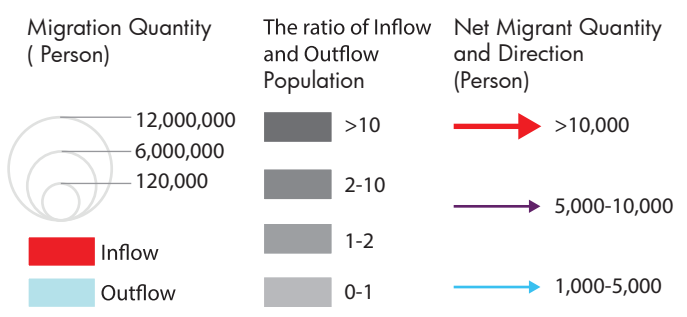 Migration Quantity
( Person)
12,000,000
6,000,000
120,000
Inflow
Outflow
The ratio of Inflow
and Outflow
Population
>10
2-10
1-2
0-1
Net Migrant Quantity
and Direction
(Person)
>10,000
5,000-10,000
1,000-5,000